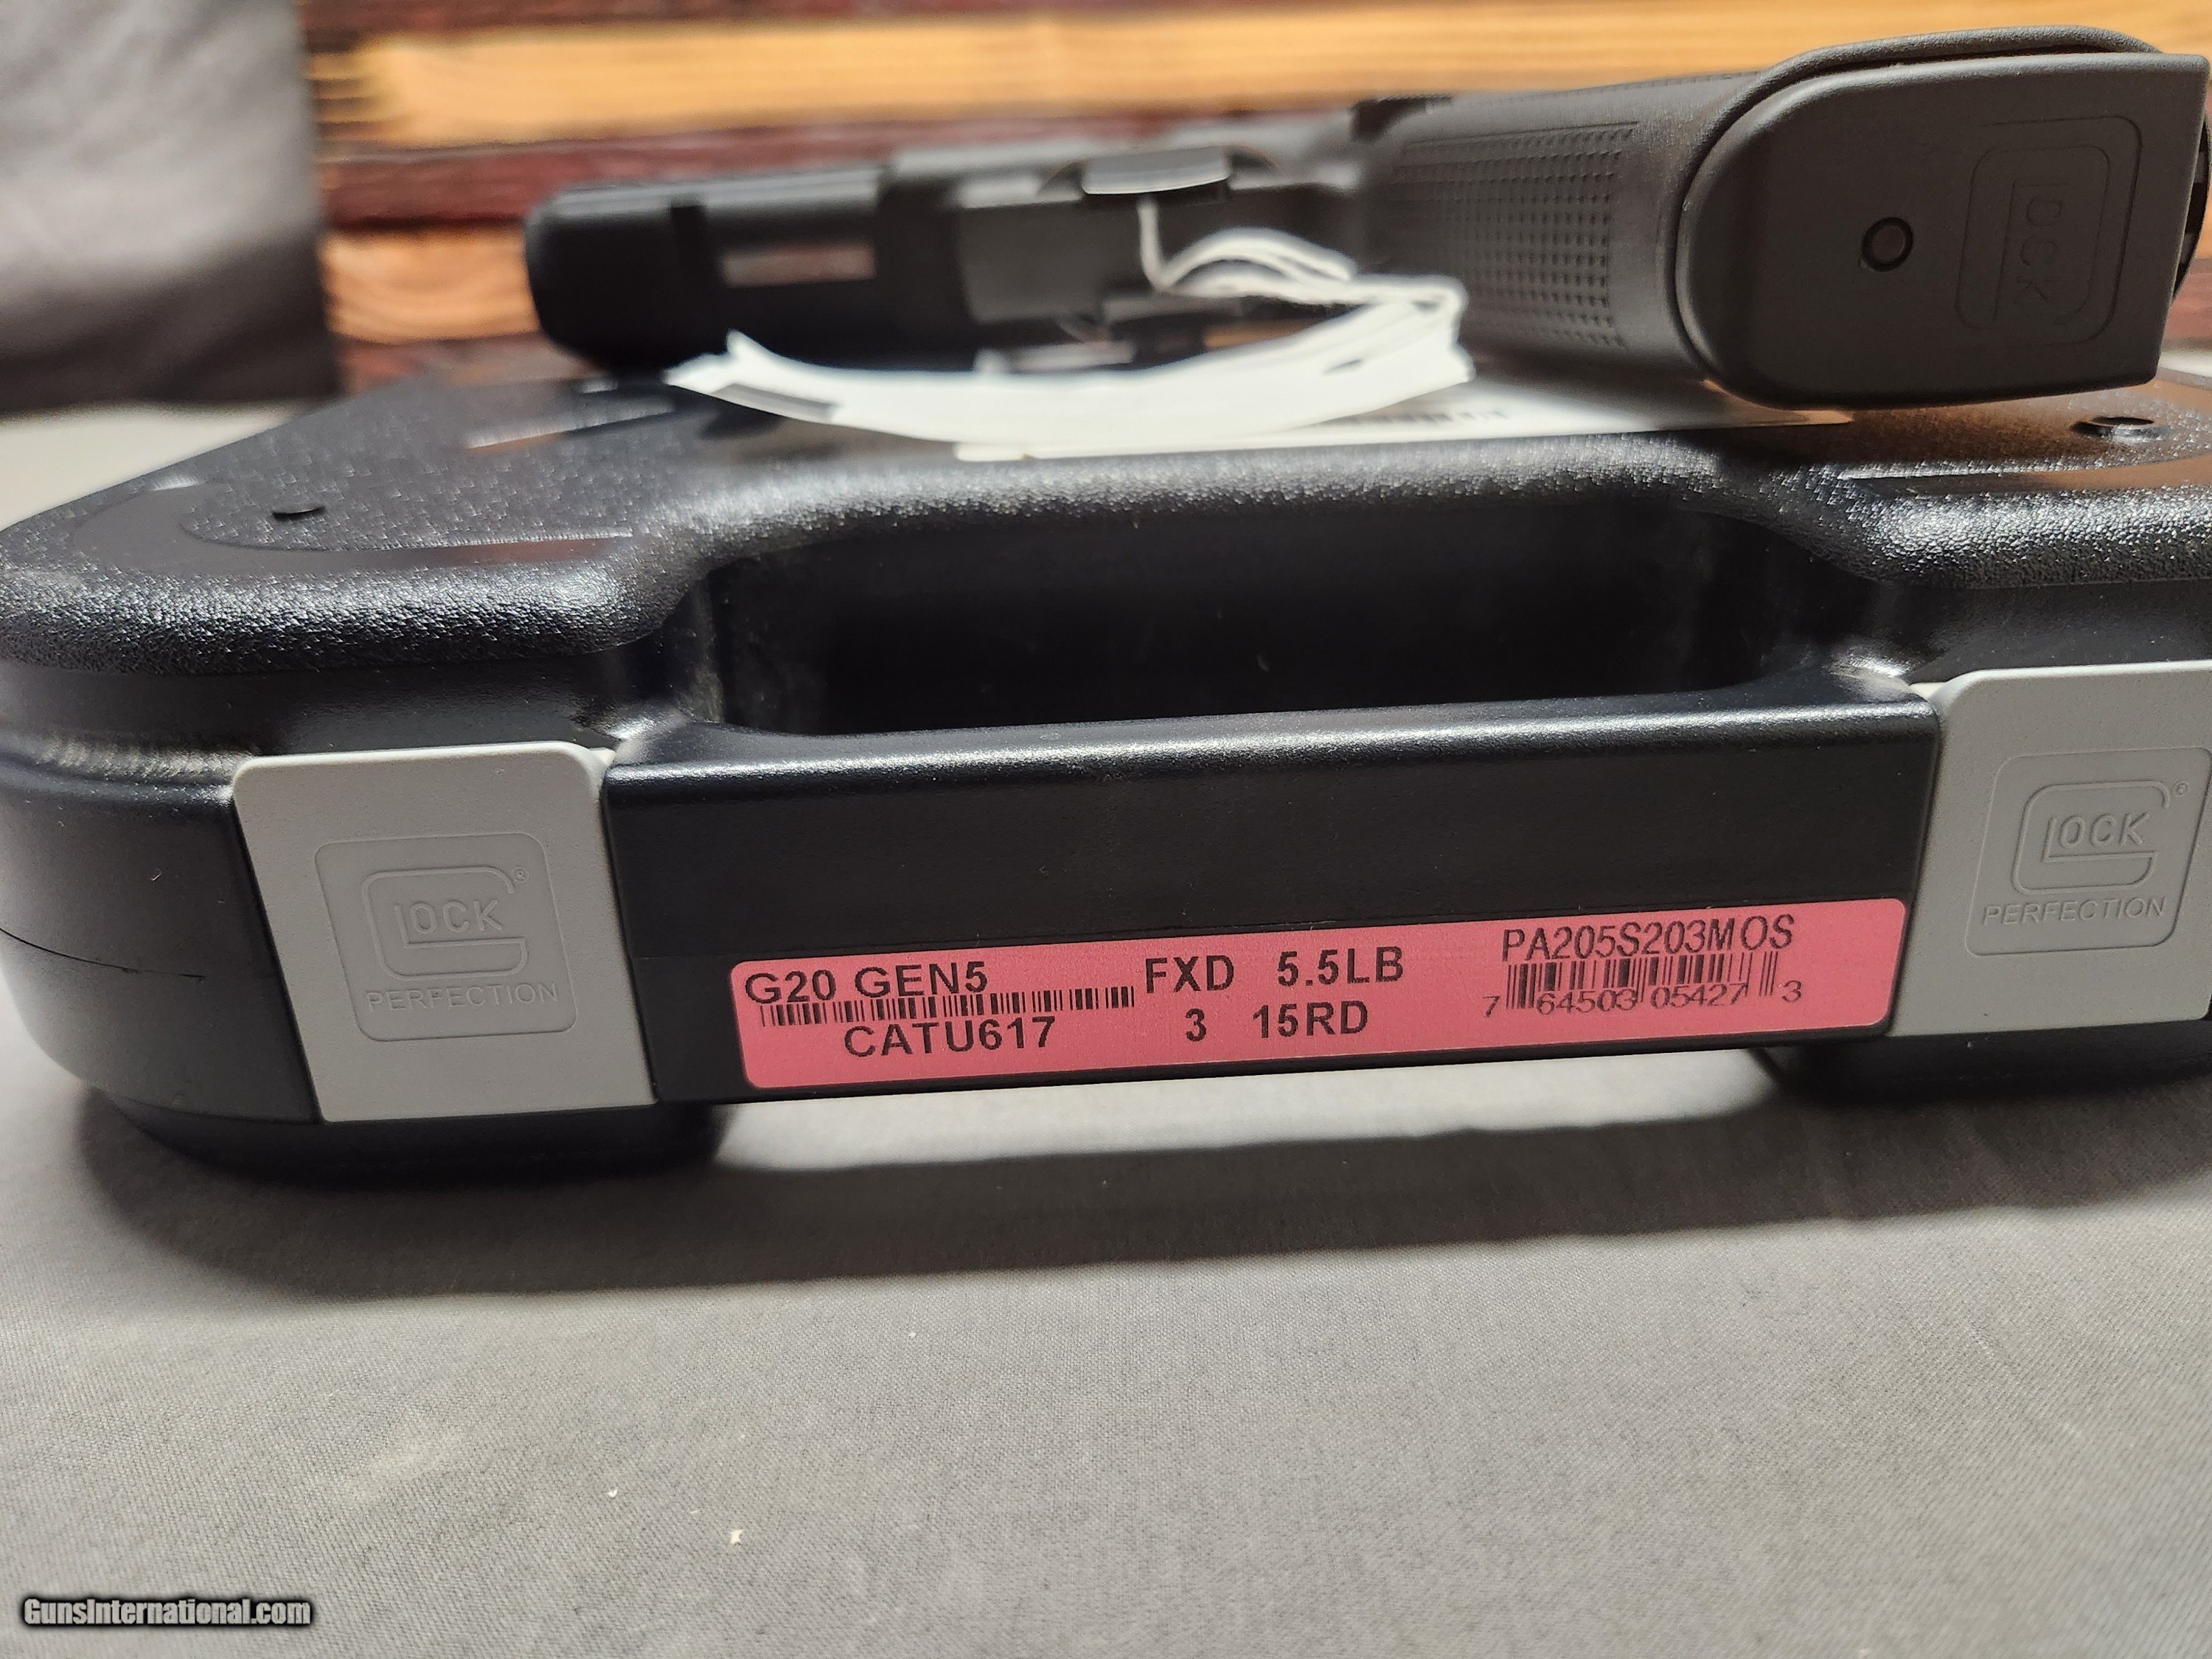 GLOCK
GLOCK®
PERFECTION
GLOCK®
PERFECTION
G20 GEN5
CATU617
FXD 5.5LB
3 15RD
PA205S203MOS
7 64503 05427 3
GunsInternational.com